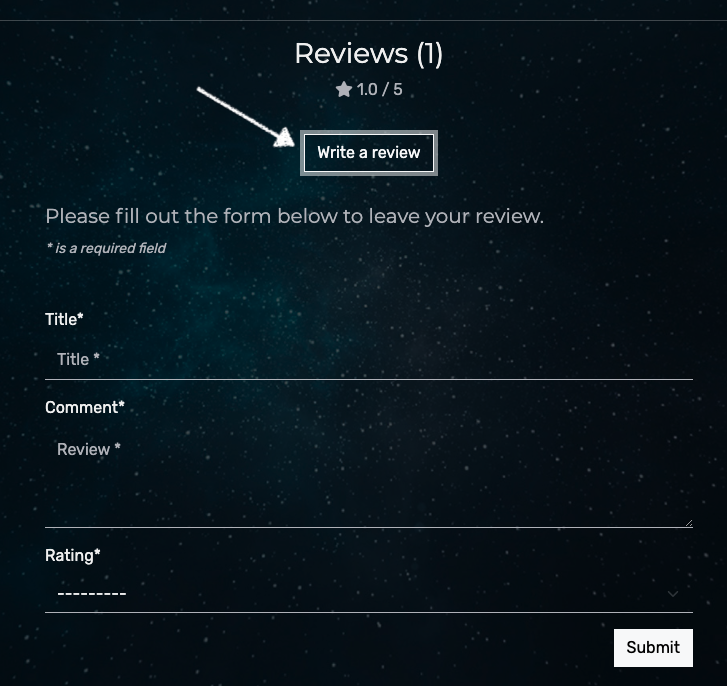 Reviews (1)
1.0 / 5
Write a review
Please fill out the form below to leave your review.
* is a required field
Title*
Title *
Comment*
Review *
Rating*
---------
Submit